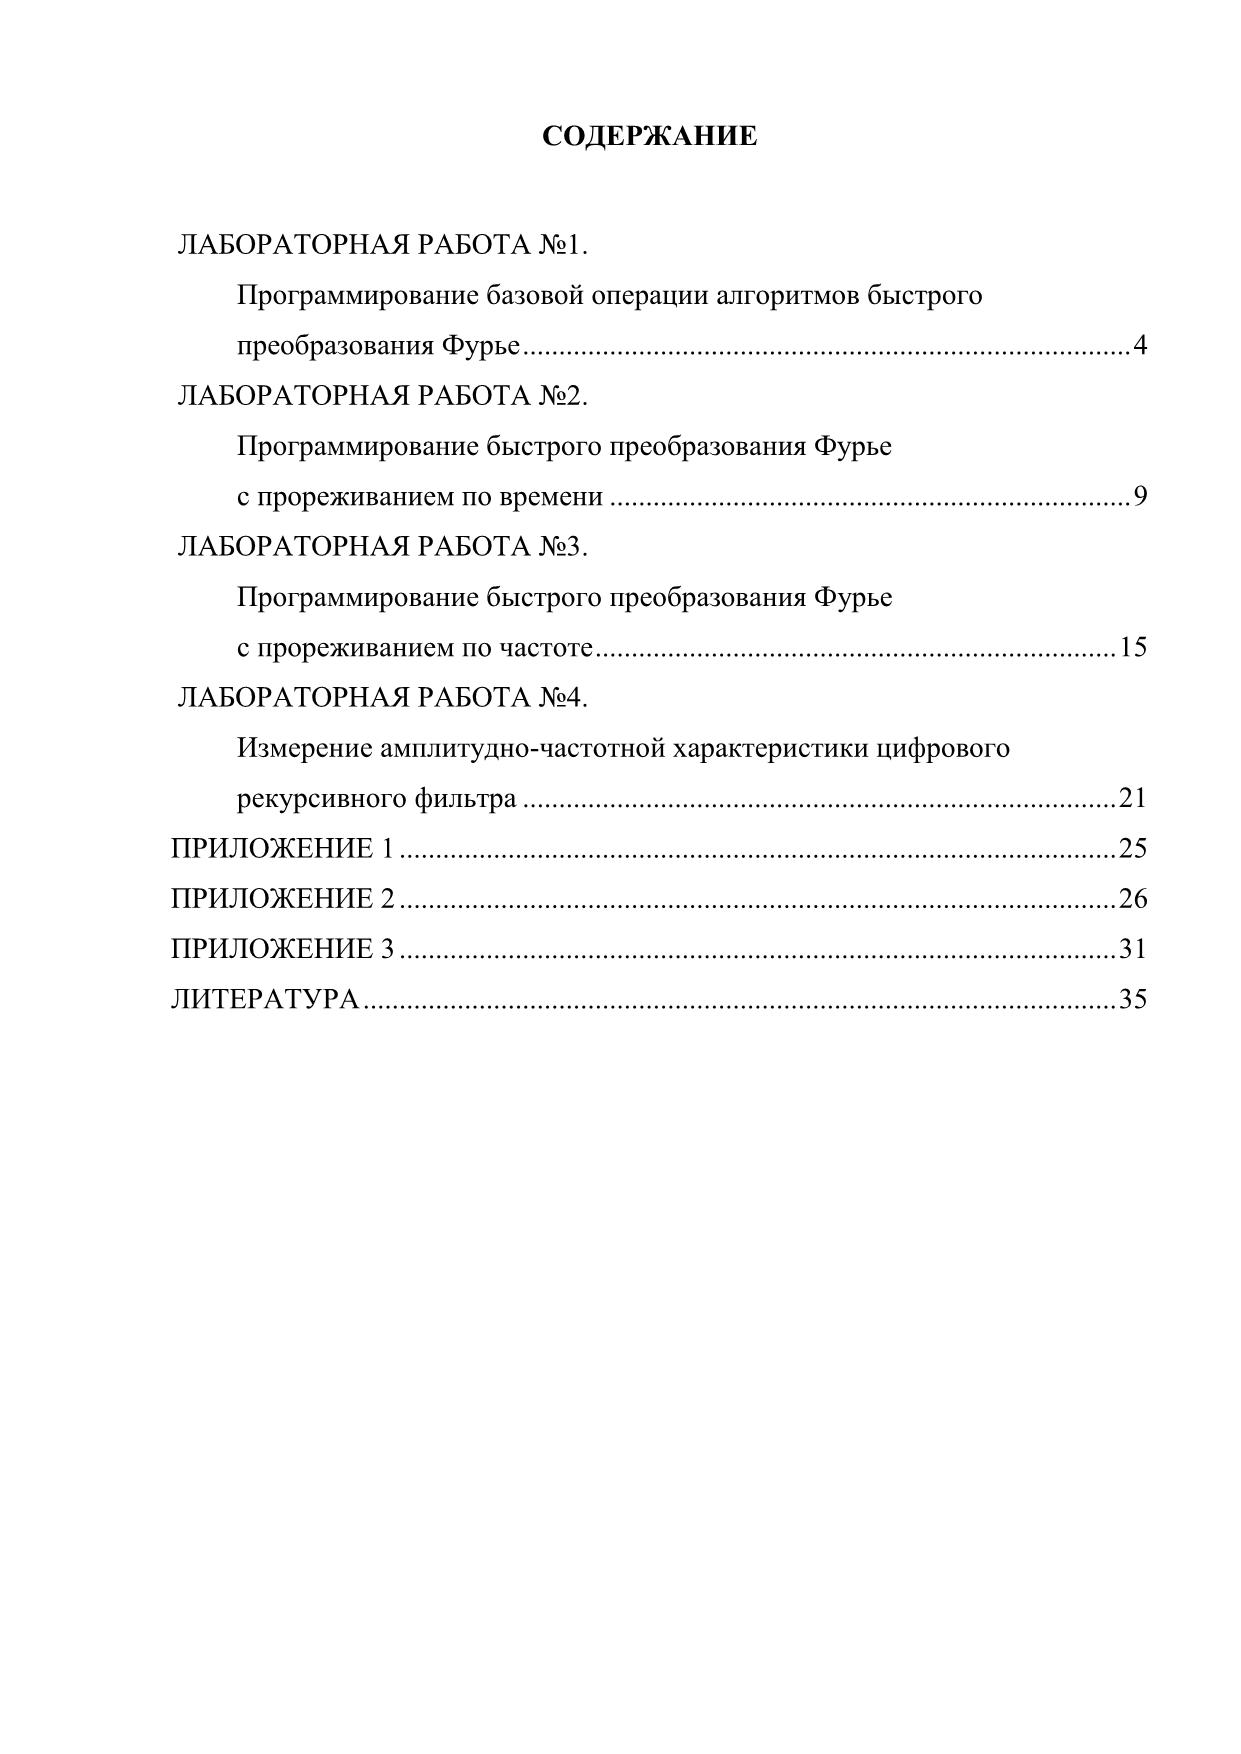 СОДЕРЖАНИЕ
ЛАБОРАТОРНАЯ РАБОТА №1.
Программирование базовой операции алгоритмов быстрого
преобразования Фурье.....................................................................................4
ЛАБОРАТОРНАЯ РАБОТА №2.
Программирование быстрого преобразования Фурье
с прореживанием по времени.........................................................................9
ЛАБОРАТОРНАЯ РАБОТА №3.
Программирование быстрого преобразования Фурье
с прореживанием по частоте.........................................................................15
ЛАБОРАТОРНАЯ РАБОТА №4.
Измерение амплитудно-частотной характеристики цифрового
рекурсивного фильтра...................................................................................21
ПРИЛОЖЕНИЕ 1....................................................................................................25
ПРИЛОЖЕНИЕ 2....................................................................................................26
ПРИЛОЖЕНИЕ 3....................................................................................................31
ЛИТЕРАТУРА.........................................................................................................35